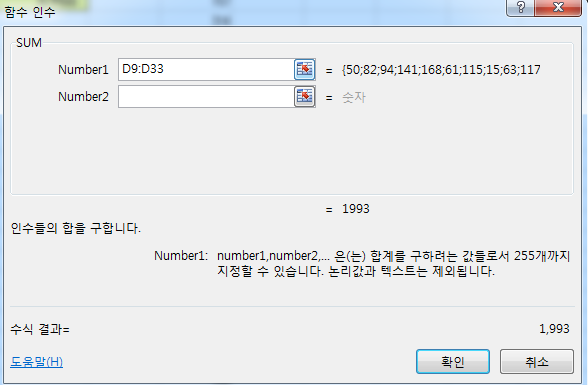 함수 인수
SUM
Number1 D9:D33 = {50;82;94;141;168;61;115;15;63;117
Number2 = 숫자
= 1993
인수들의 합을 구합니다.
Number1: number1,number2,... 은(는) 합계를 구하려는 값들로서 255개까지
지정할 수 있습니다. 논리값과 텍스트는 제외됩니다.
수식 결과= 1,993
도움말(H) 확인 취소